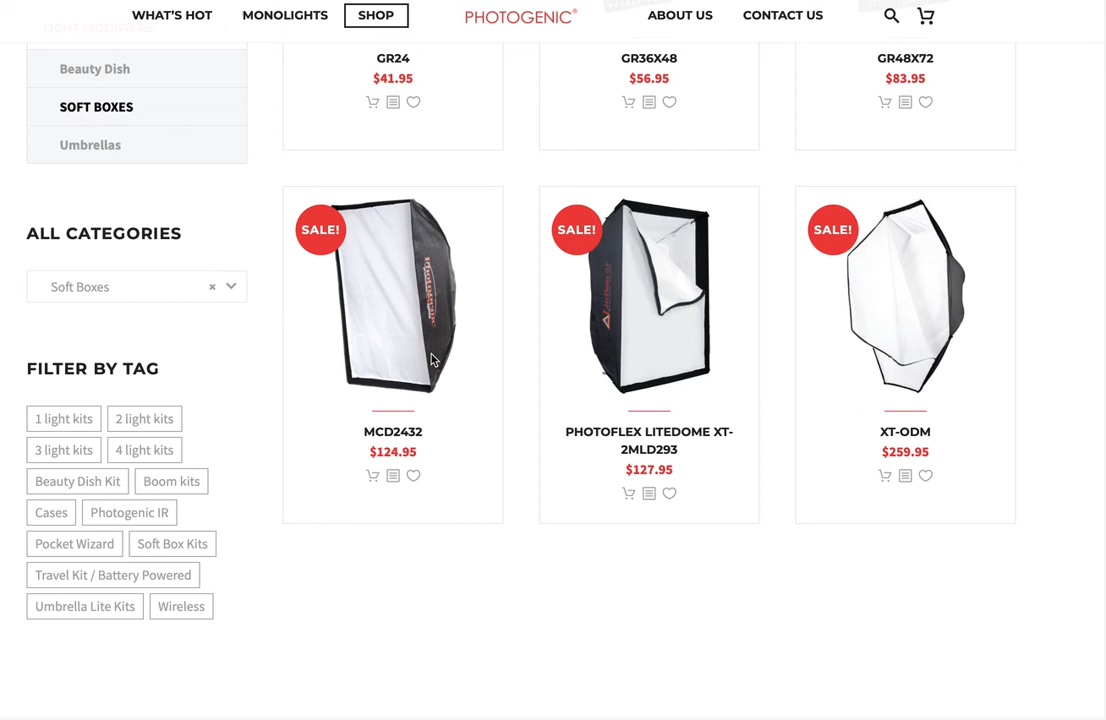 WHAT'S HOT
MONOLIGHTS
SHOP
PHOTOGENIC®
ABOUT US
CONTACT US
LIGHT MODIFIERS
Beauty Dish
SOFT BOXES
Umbrellas
ALL CATEGORIES
Soft Boxes
×
FILTER BY TAG
1 light kits
2 light kits
3 light kits
4 light kits
Beauty Dish Kit
Boom kits
Cases
Photogenic IR
Pocket Wizard
Soft Box Kits
Travel Kit / Battery Powered
Umbrella Lite Kits
Wireless
GR24
$41.95
GR36X48
$56.95
GR48X72
$83.95
SALE!
PHOTOGENIC
MCD2432
$124.95
SALE!
LiteDome
PHOTOFLEX LITEDOME XT-
2MLD293
$127.95
SALE!
XT-ODM
$259.95